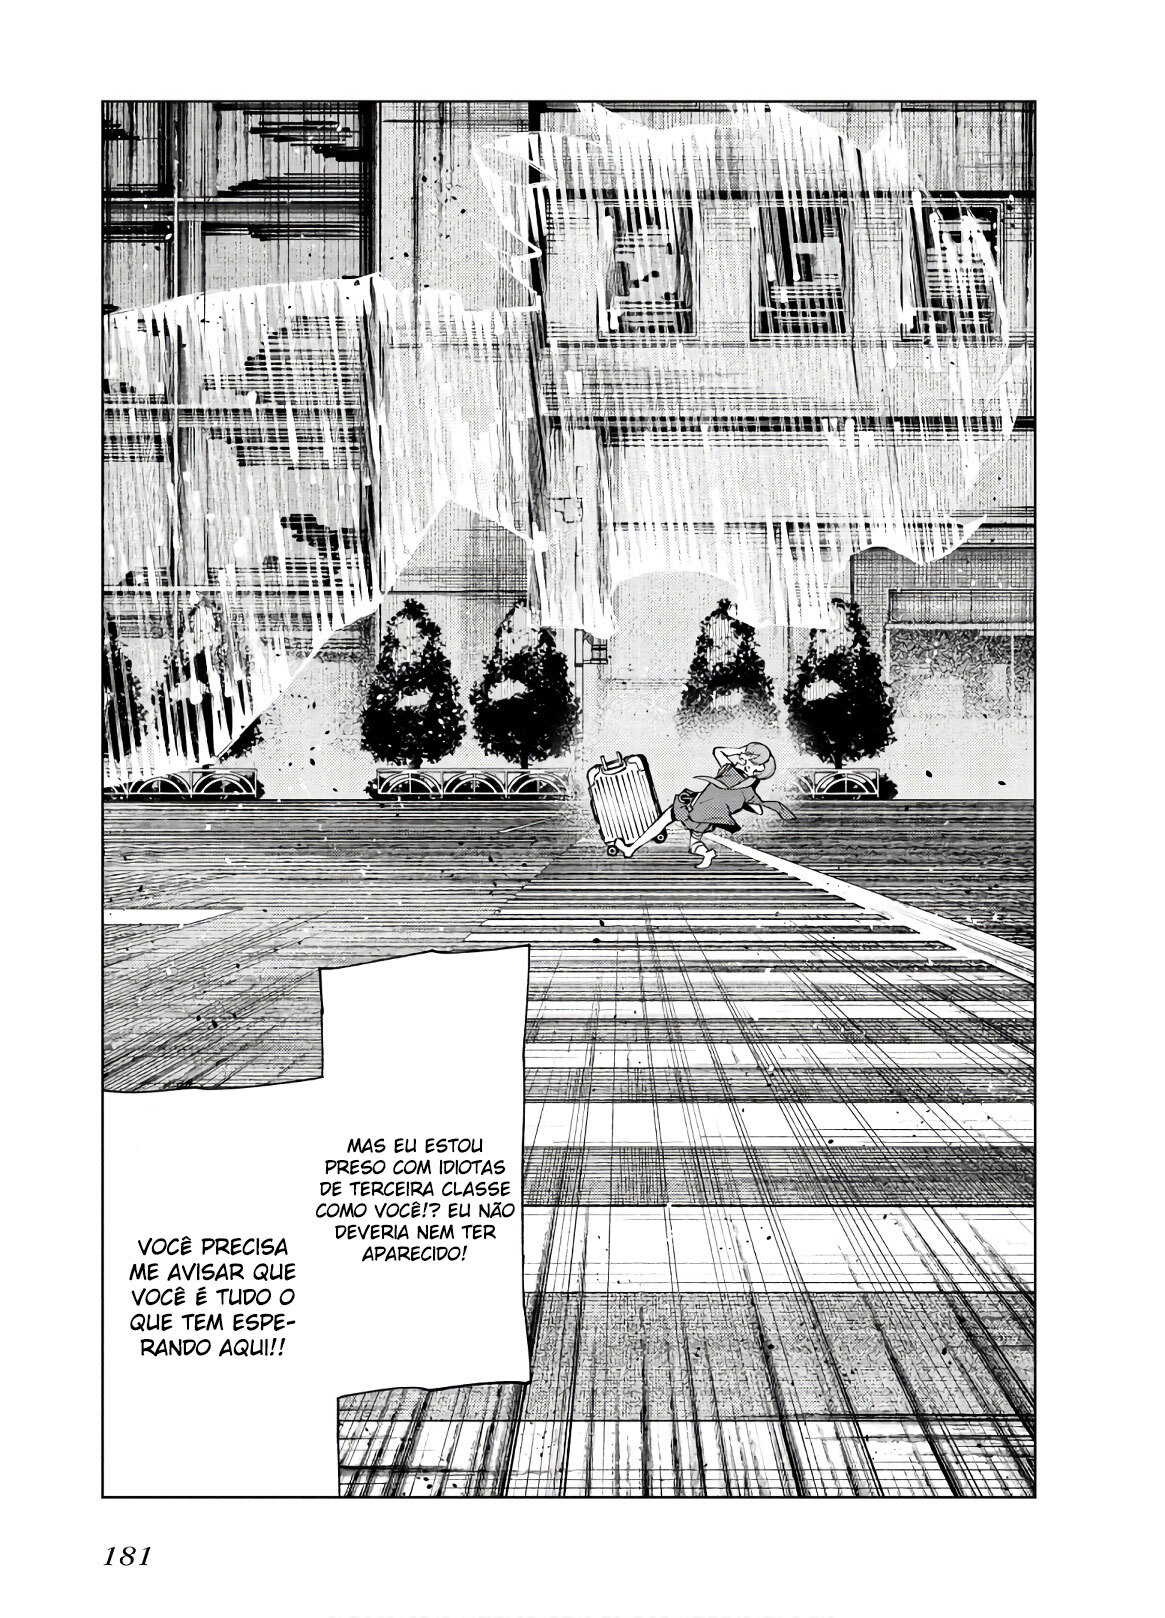 MAS EU ESTOU
PRESO COM IDIOTAS
DE TERCEIRA CLASSE
COMO VOCÊ!? EU NÃO
DEVERIA NEM TER
APARECIDO!
VOCÊ PRECISA
ME AVISAR QUE
VOCÊ É TUDO O
QUE TEM ESPE-
RANDO AQUI!!
181